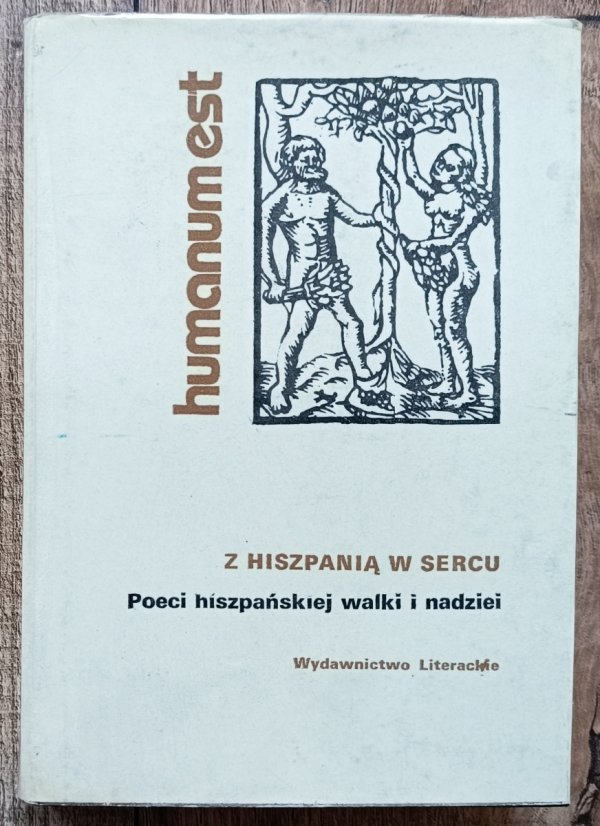 humanum est
Z HISZPANIĄ W SERCU
Poeci hiszpańskiej walki i nadziei
Wydawnictwo Literackie